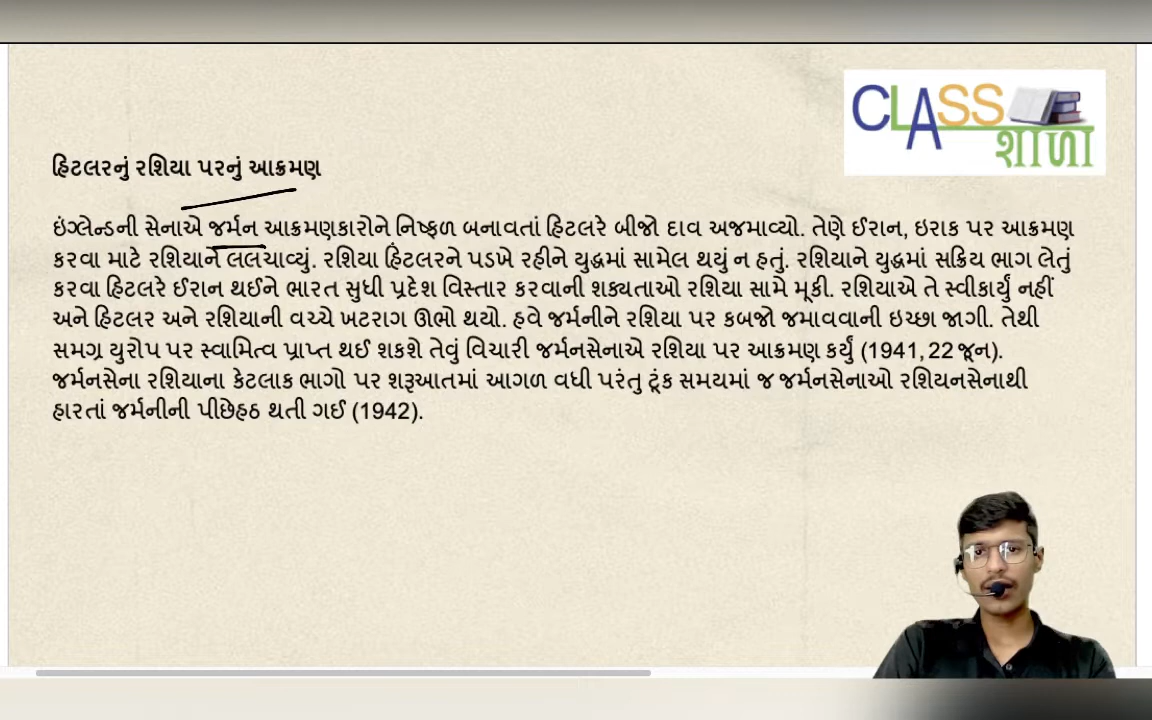 CLASS
शाळा
હિટલરનું રશિયા પરનું આક્રમણ
ઇંગ્લેન્ડની સેનાએ જર્મન આક્રમણકારોને નિષ્ફળ બનાવતાં હિટલરે બીજો દાવ અજમાવ્યો. તેણે ઈરાન, ઇરાક પર આક્રમણ
કરવા માટે રશિયાને લલચાવ્યું. રશિયા હિટલરને પડખે રહીને યુદ્ધમાં સામેલ થયું ન હતું. રશિયાને યુદ્ધમાં સક્રિય ભાગ લેતું
કરવા હિટલરે ઈરાન થઈને ભારત સુધી પ્રદેશ વિસ્તાર કરવાની શક્યતાઓ રશિયા સામે મૂકી. રશિયાએ તે સ્વીકાર્યું નહીં
અને હિટલર અને રશિયાની વચ્ચે ખટરાગ ઊભો થયો. હવે જર્મનીને રશિયા પર કબજો જમાવવાની ઇચ્છા જાગી. તેથી
સમગ્ર યુરોપ પર સ્વામિત્વ પ્રાપ્ત થઈ શકશે તેવું વિચારી જર્મનસેનાએ રશિયા પર આક્રમણ કર્યું (1941, 22 જૂન).
જર્મનસેના રશિયાના કેટલાક ભાગો પર શરૂઆતમાં આગળ વધી પરંતુ ટૂંક સમયમાં જ જર્મનસેનાઓ રશિયનસેનાથી
હારતાં જર્મનીની પીછેહઠ થતી ગઈ (1942).